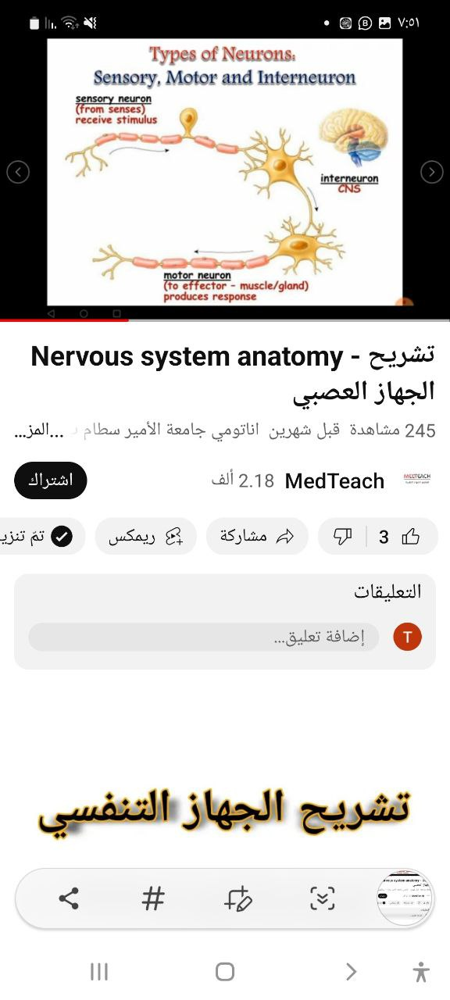 ٧:٥١
Types of Neurons:
Sensory, Motor and Interneuron
sensory neuron
(from senses)
receive stimulus
interneuron
CNS
motor neuron
(to effector - muscle/gland)
produces response
Nervous system anatomy - تشريح
الجهاز العصبي
245 مشاهدة قبل شهرين اناتومي جامعة الأمير سطام ...المز...
MEDTEACH
MedTeach 2.18 ألف
اشتراك
3
مشاركة
ريمكس
تمّ تنزي
التعليقات
T
إضافة تعليق...
تشريح الجهاز التنفسي